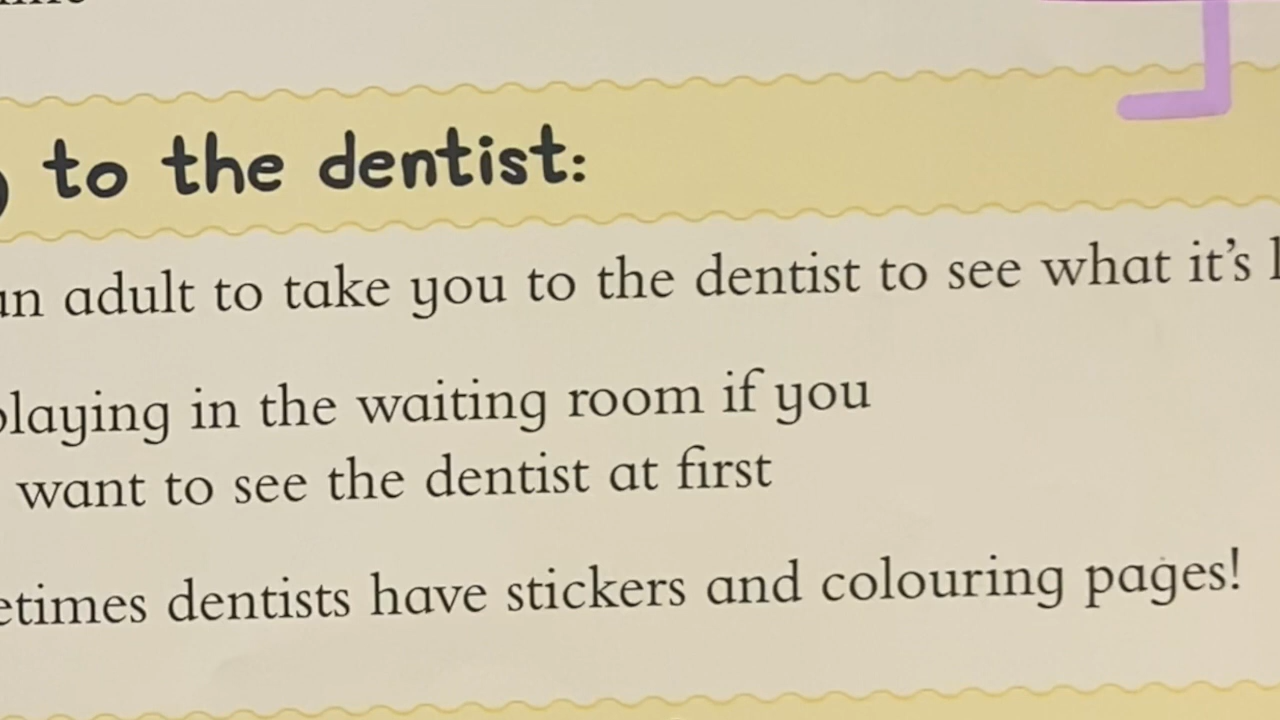 to the dentist:
adult to take you to the dentist to see what it's
playing in the waiting room if you
want to see the dentist at first
dentists have stickers and colouring pages!